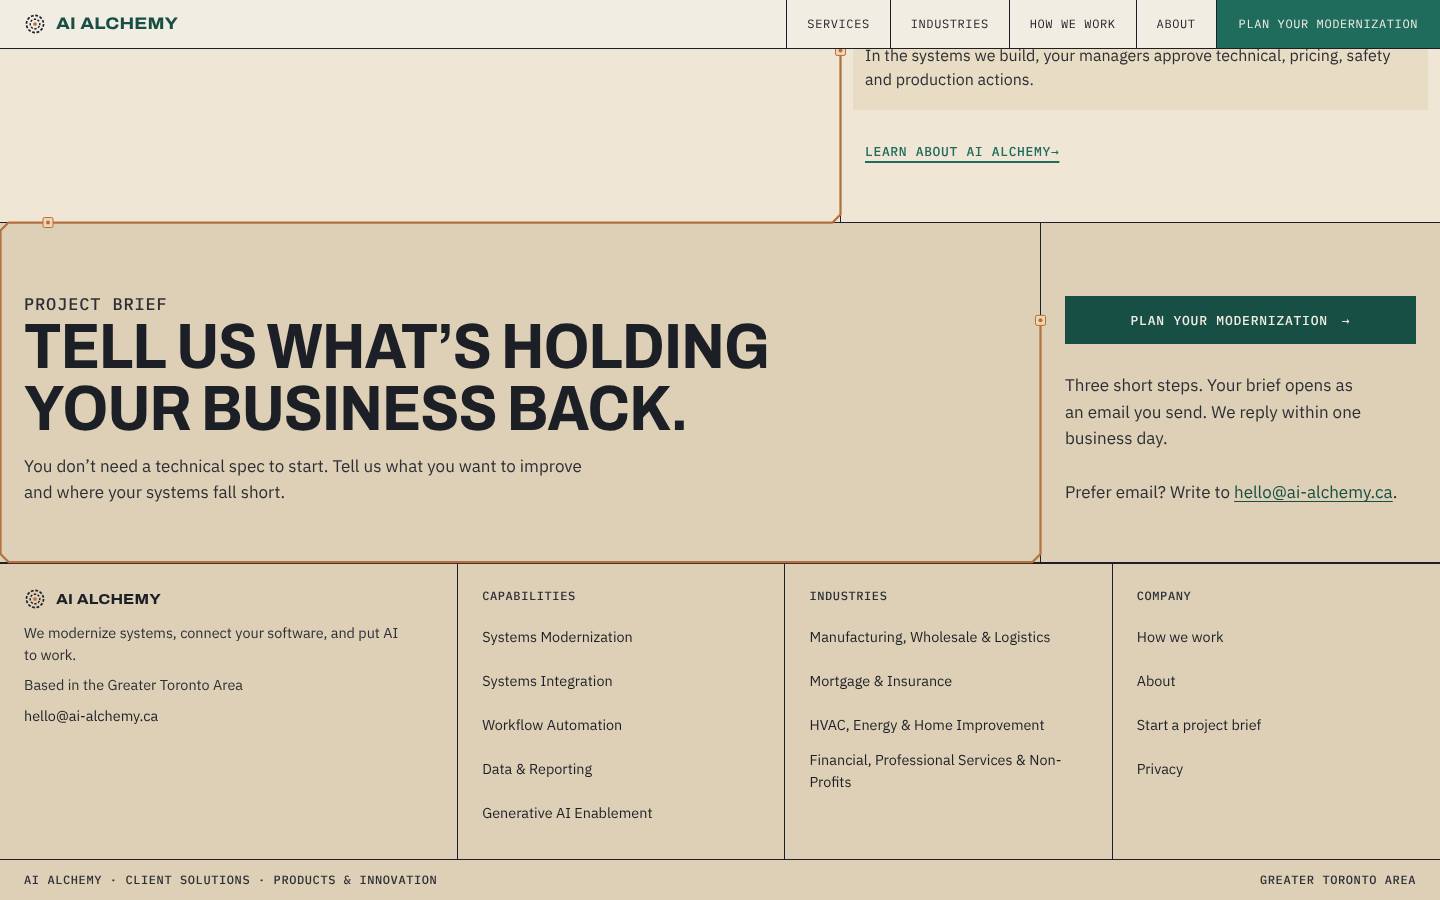 AI ALCHEMY
SERVICES
INDUSTRIES
HOW WE WORK
ABOUT
PLAN YOUR MODERNIZATION
In the systems we build, your managers approve technical, pricing, safety
and production actions.
LEARN ABOUT AI ALCHEMY→
PROJECT BRIEF
TELL US WHAT’S HOLDING
YOUR BUSINESS BACK.
You don’t need a technical spec to start. Tell us what you want to improve
and where your systems fall short.
PLAN YOUR MODERNIZATION →
Three short steps. Your brief opens as
an email you send. We reply within one
business day.
Prefer email? Write to hello@ai-alchemy.ca.
AI ALCHEMY
We modernize systems, connect your software, and put AI
to work.
Based in the Greater Toronto Area
hello@ai-alchemy.ca
CAPABILITIES
Systems Modernization
Systems Integration
Workflow Automation
Data & Reporting
Generative AI Enablement
INDUSTRIES
Manufacturing, Wholesale & Logistics
Mortgage & Insurance
HVAC, Energy & Home Improvement
Financial, Professional Services & Non-
Profits
COMPANY
How we work
About
Start a project brief
Privacy
AI ALCHEMY · CLIENT SOLUTIONS · PRODUCTS & INNOVATION
GREATER TORONTO AREA